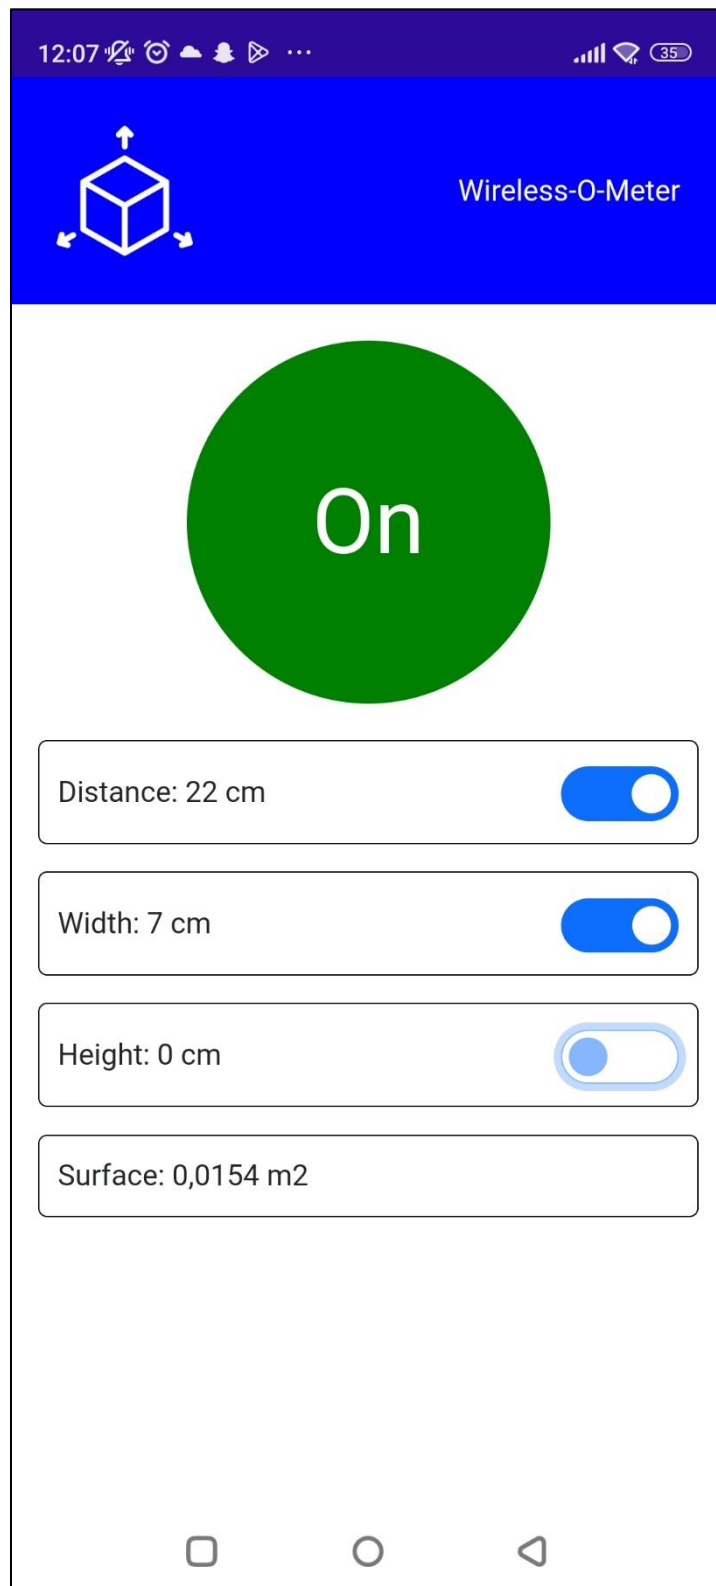 12:07
35
Wireless-O-Meter
On
Distance: 22 cm
Width: 7 cm
Height: 0 cm
Surface: 0,0154 m2